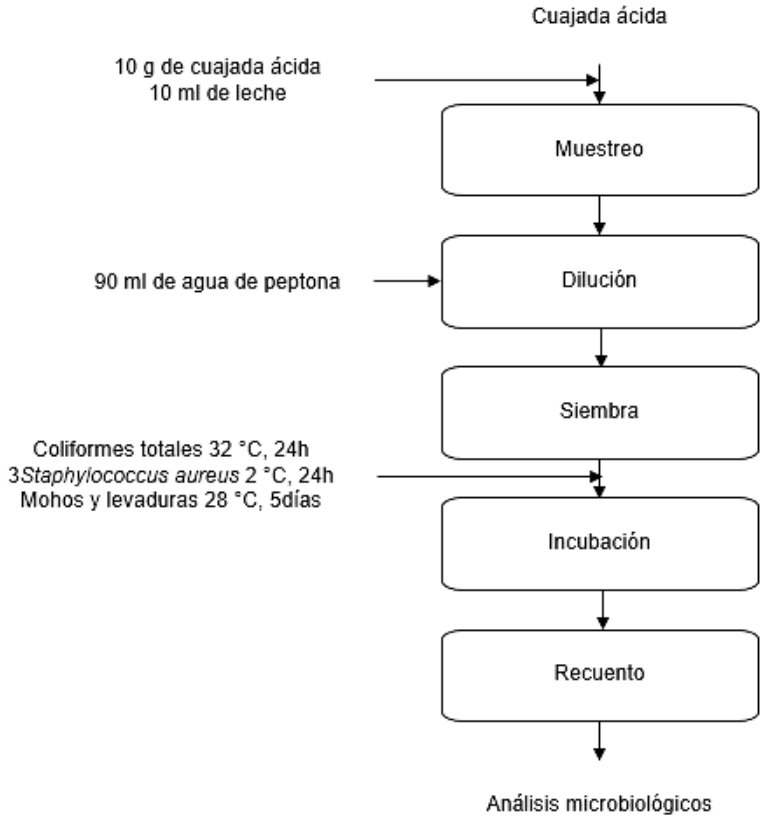 Cuajada ácida
10 g de cuajada ácida
10 ml de leche
Muestreo
90 ml de agua de peptona
Dilución
Siembra
Coliformes totales 32 °C, 24h
3Staphylococcus aureus 2 °C, 24h
Mohos y levaduras 28 °C, 5días
Incubación
Recuento
Análisis microbiológicos